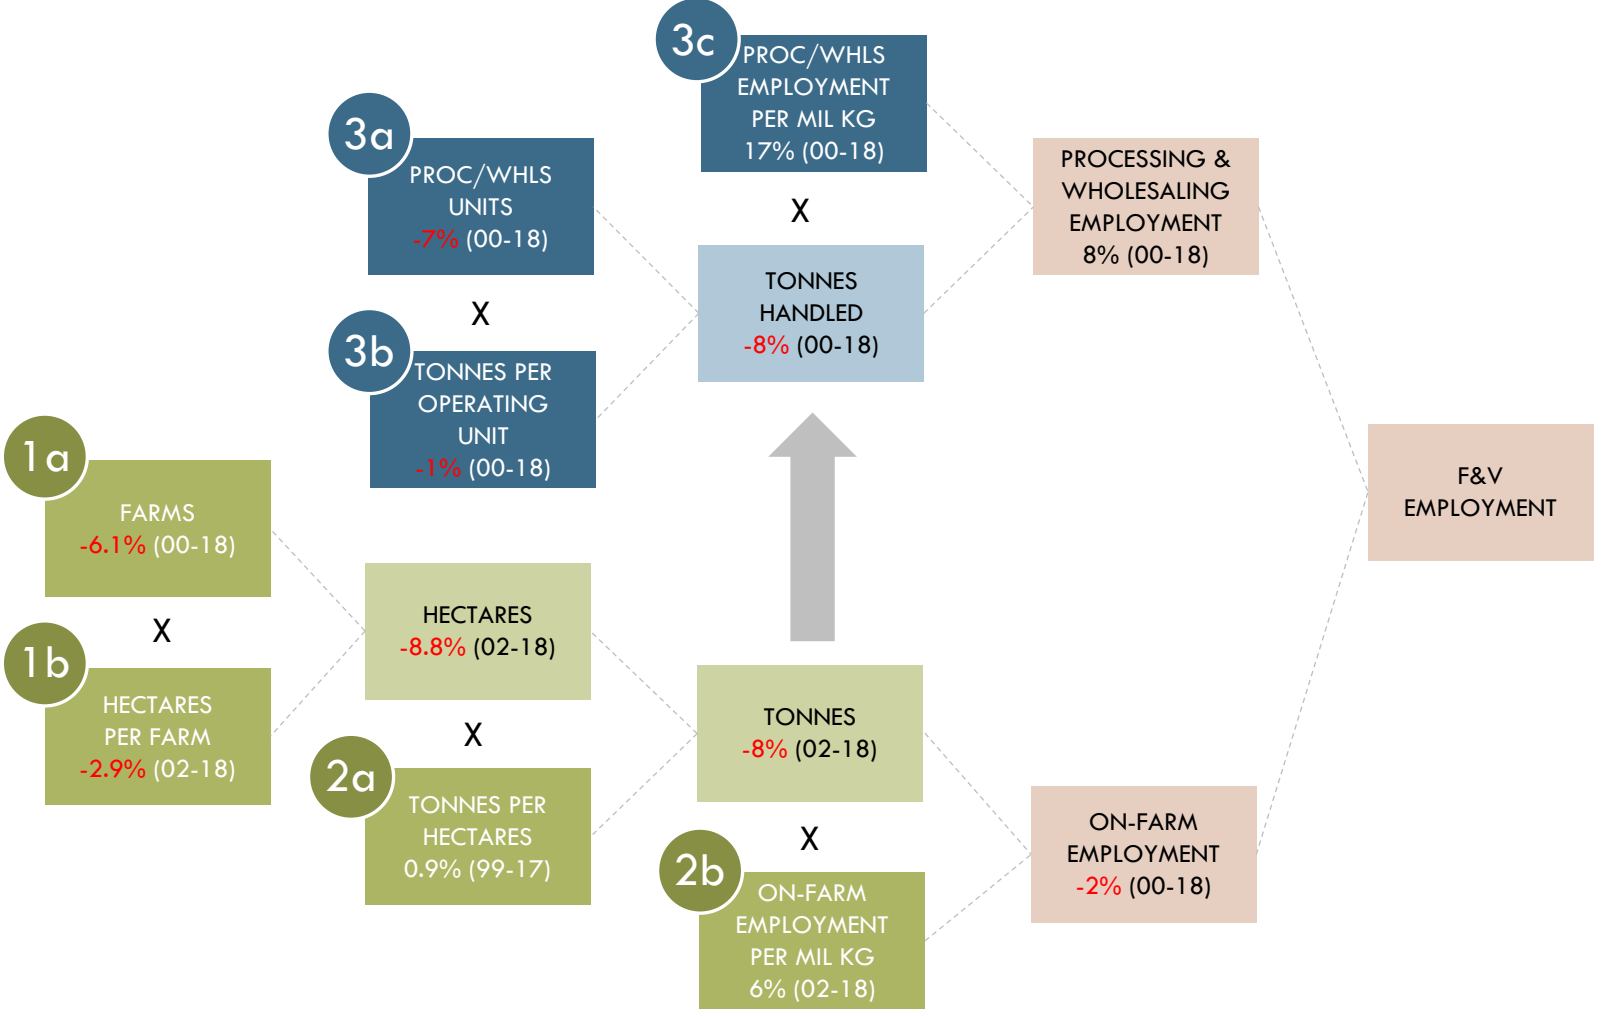 3c
PROC/WHLS
EMPLOYMENT
PER MIL KG
17% (00-18)
3a
PROC/WHLS
UNITS
-7% (00-18)
X
PROCESSING &
WHOLESALING
EMPLOYMENT
8% (00-18)
X
TONNES
HANDLED
-8% (00-18)
3b
TONNES PER
OPERATING
UNIT
-1% (00-18)
1a
FARMS
-6.1% (00-18)
X
1b
HECTARES
PER FARM
-2.9% (02-18)
HECTARES
-8.8% (02-18)
X
2a
TONNES PER
HECTARES
0.9% (99-17)
TONNES
-8% (02-18)
X
2b
ON-FARM
EMPLOYMENT
PER MIL KG
6% (02-18)
ON-FARM
EMPLOYMENT
-2% (00-18)
F&V
EMPLOYMENT